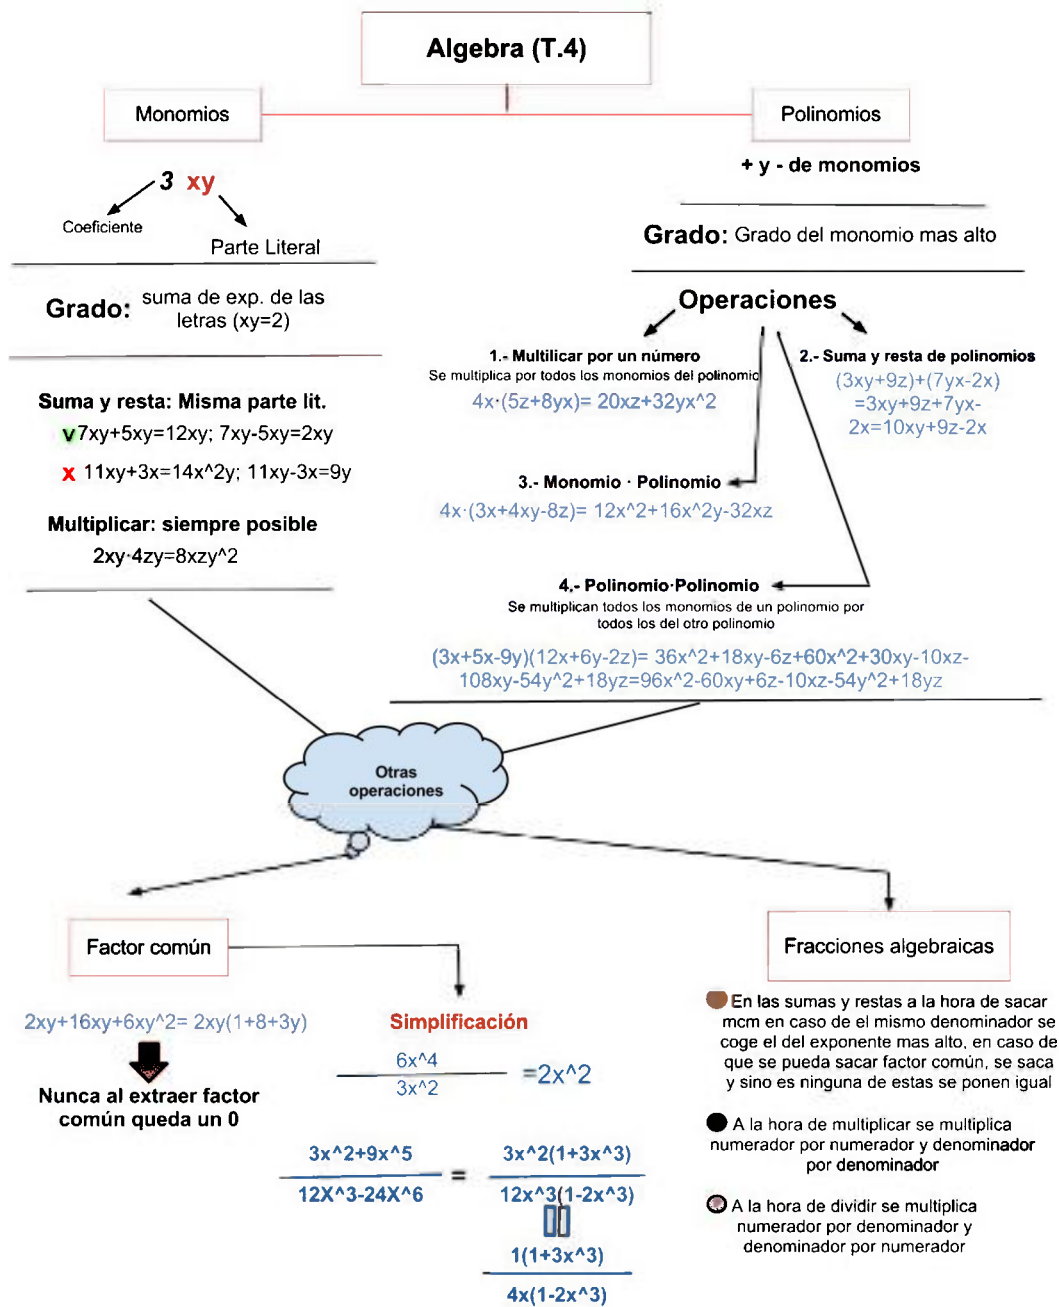 Algebra (T.4)
Monomios
3 xy
Coeficiente
Parte Literal
Grado: suma de exp. de las
letras (xy=2)
Suma y resta: Misma parte lit.
v 7xy+5xy=12xy; 7xy-5xy=2xy
x 11xy+3x=14x^2y; 11xy-3x=9y
Multiplicar: siempre posible
2xy·4zy=8xzy^2
Polinomios
+ y - de monomios
Grado: Grado del monomio mas alto
Operaciones
1.- Multilicar por un número
Se multiplica por todos los monomios del polinomio
4x·(5z+8yx)= 20xz+32yx^2
2.- Suma y resta de polinomios
(3xy+9z)+(7yx-2x)
=3xy+9z+7yx-
2x=10xy+9z-2x
3.- Monomio · Polinomio
4x·(3x+4xy-8z)= 12x^2+16x^2y-32xz
4.- Polinomio·Polinomio
Se multiplican todos los monomios de un polinomio por
todos los del otro polinomio
(3x+5x-9y)(12x+6y-2z)= 36x^2+18xy-6z+60x^2+30xy-10xz-
108xy-54y^2+18yz=96x^2-60xy+6z-10xz-54y^2+18yz
Otras
operaciones
Factor común
2xy+16xy+6xy^2= 2xy(1+8+3y)
Nunca al extraer factor
común queda un 0
Simplificación
6x^4
3x^2
=2x^2
3x^2+9x^5
12X^3-24X^6
=
3x^2(1+3x^3)
12x^3(1-2x^3)
1(1+3x^3)
4x(1-2x^3)
Fracciones algebraicas
En las sumas y restas a la hora de sacar
mcm en caso de el mismo denominador se
coge el del exponente mas alto, en caso de
que se pueda sacar factor común, se saca
y sino es ninguna de estas se ponen igual
A la hora de multiplicar se multiplica
numerador por numerador y denominador
por denominador
A la hora de dividir se multiplica
numerador por denominador y
denominador por numerador